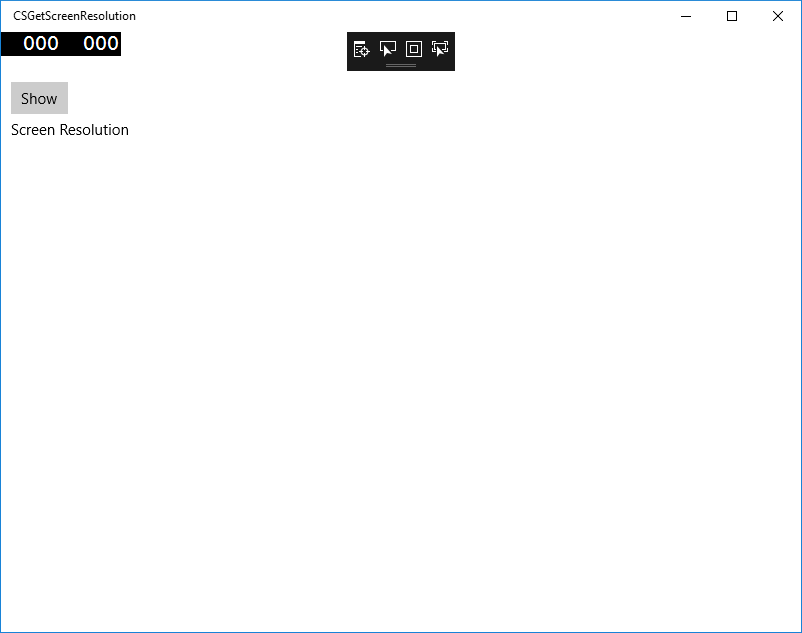 CSGetScreenResolution
000 000
Show
Screen Resolution